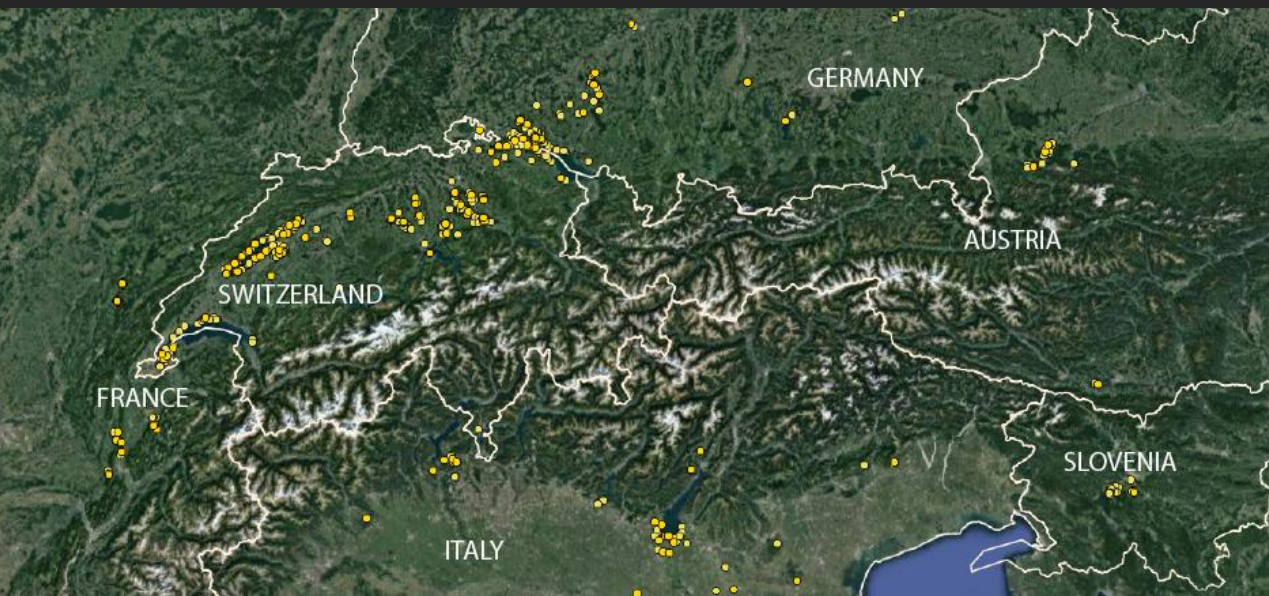 GERMANY
AUSTRIA
SWITZERLAND
FRANCE
SLOVENIA
ITALY